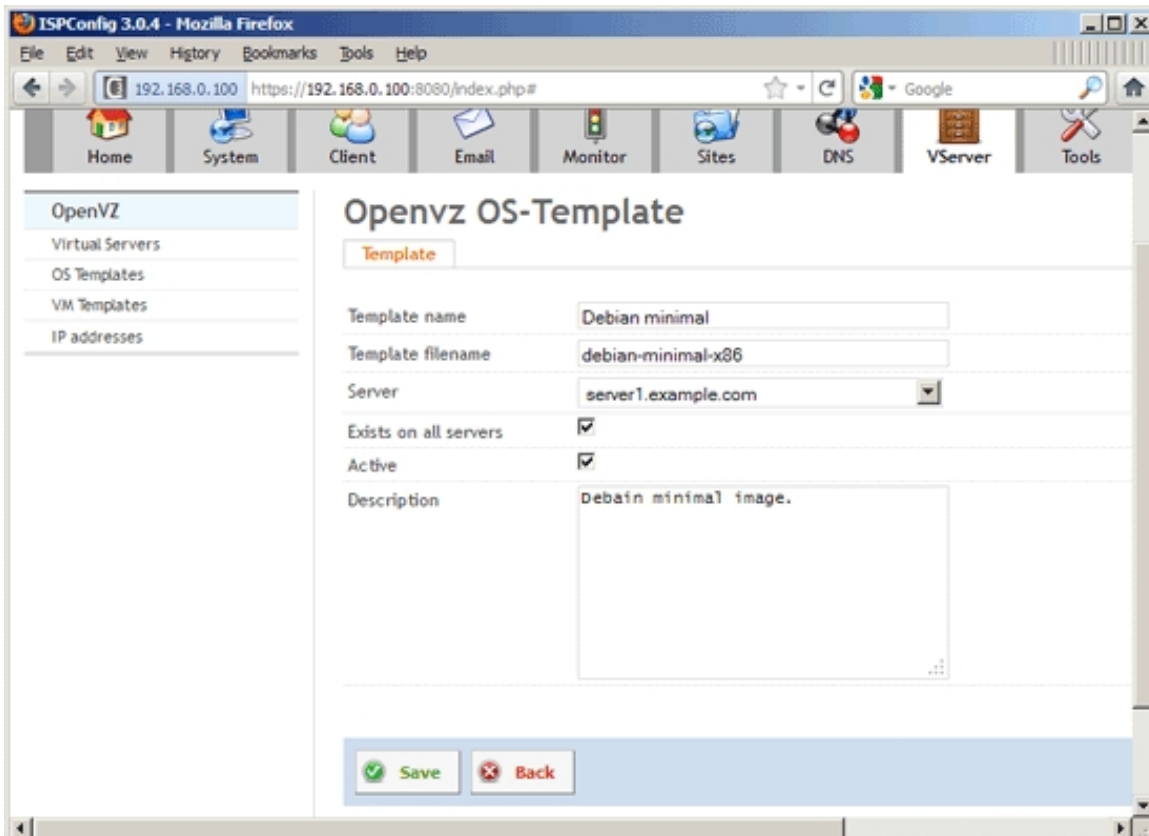 ISPConfig 3.0.4 - Mozilla Firefox
File Edit View History Bookmarks Tools Help
192.168.0.100 https://192.168.0.100:8080/index.php# Google
Home System Client Email Monitor Sites DNS VServer Tools
OpenVZ
Virtual Servers
OS Templates
VM Templates
IP addresses
Openvz OS-Template
Template
Template name Debian minimal
Template filename debian-minimal-x86
Server server1.example.com
Exists on all servers
Active
Description Debain minimal image.
Save Back